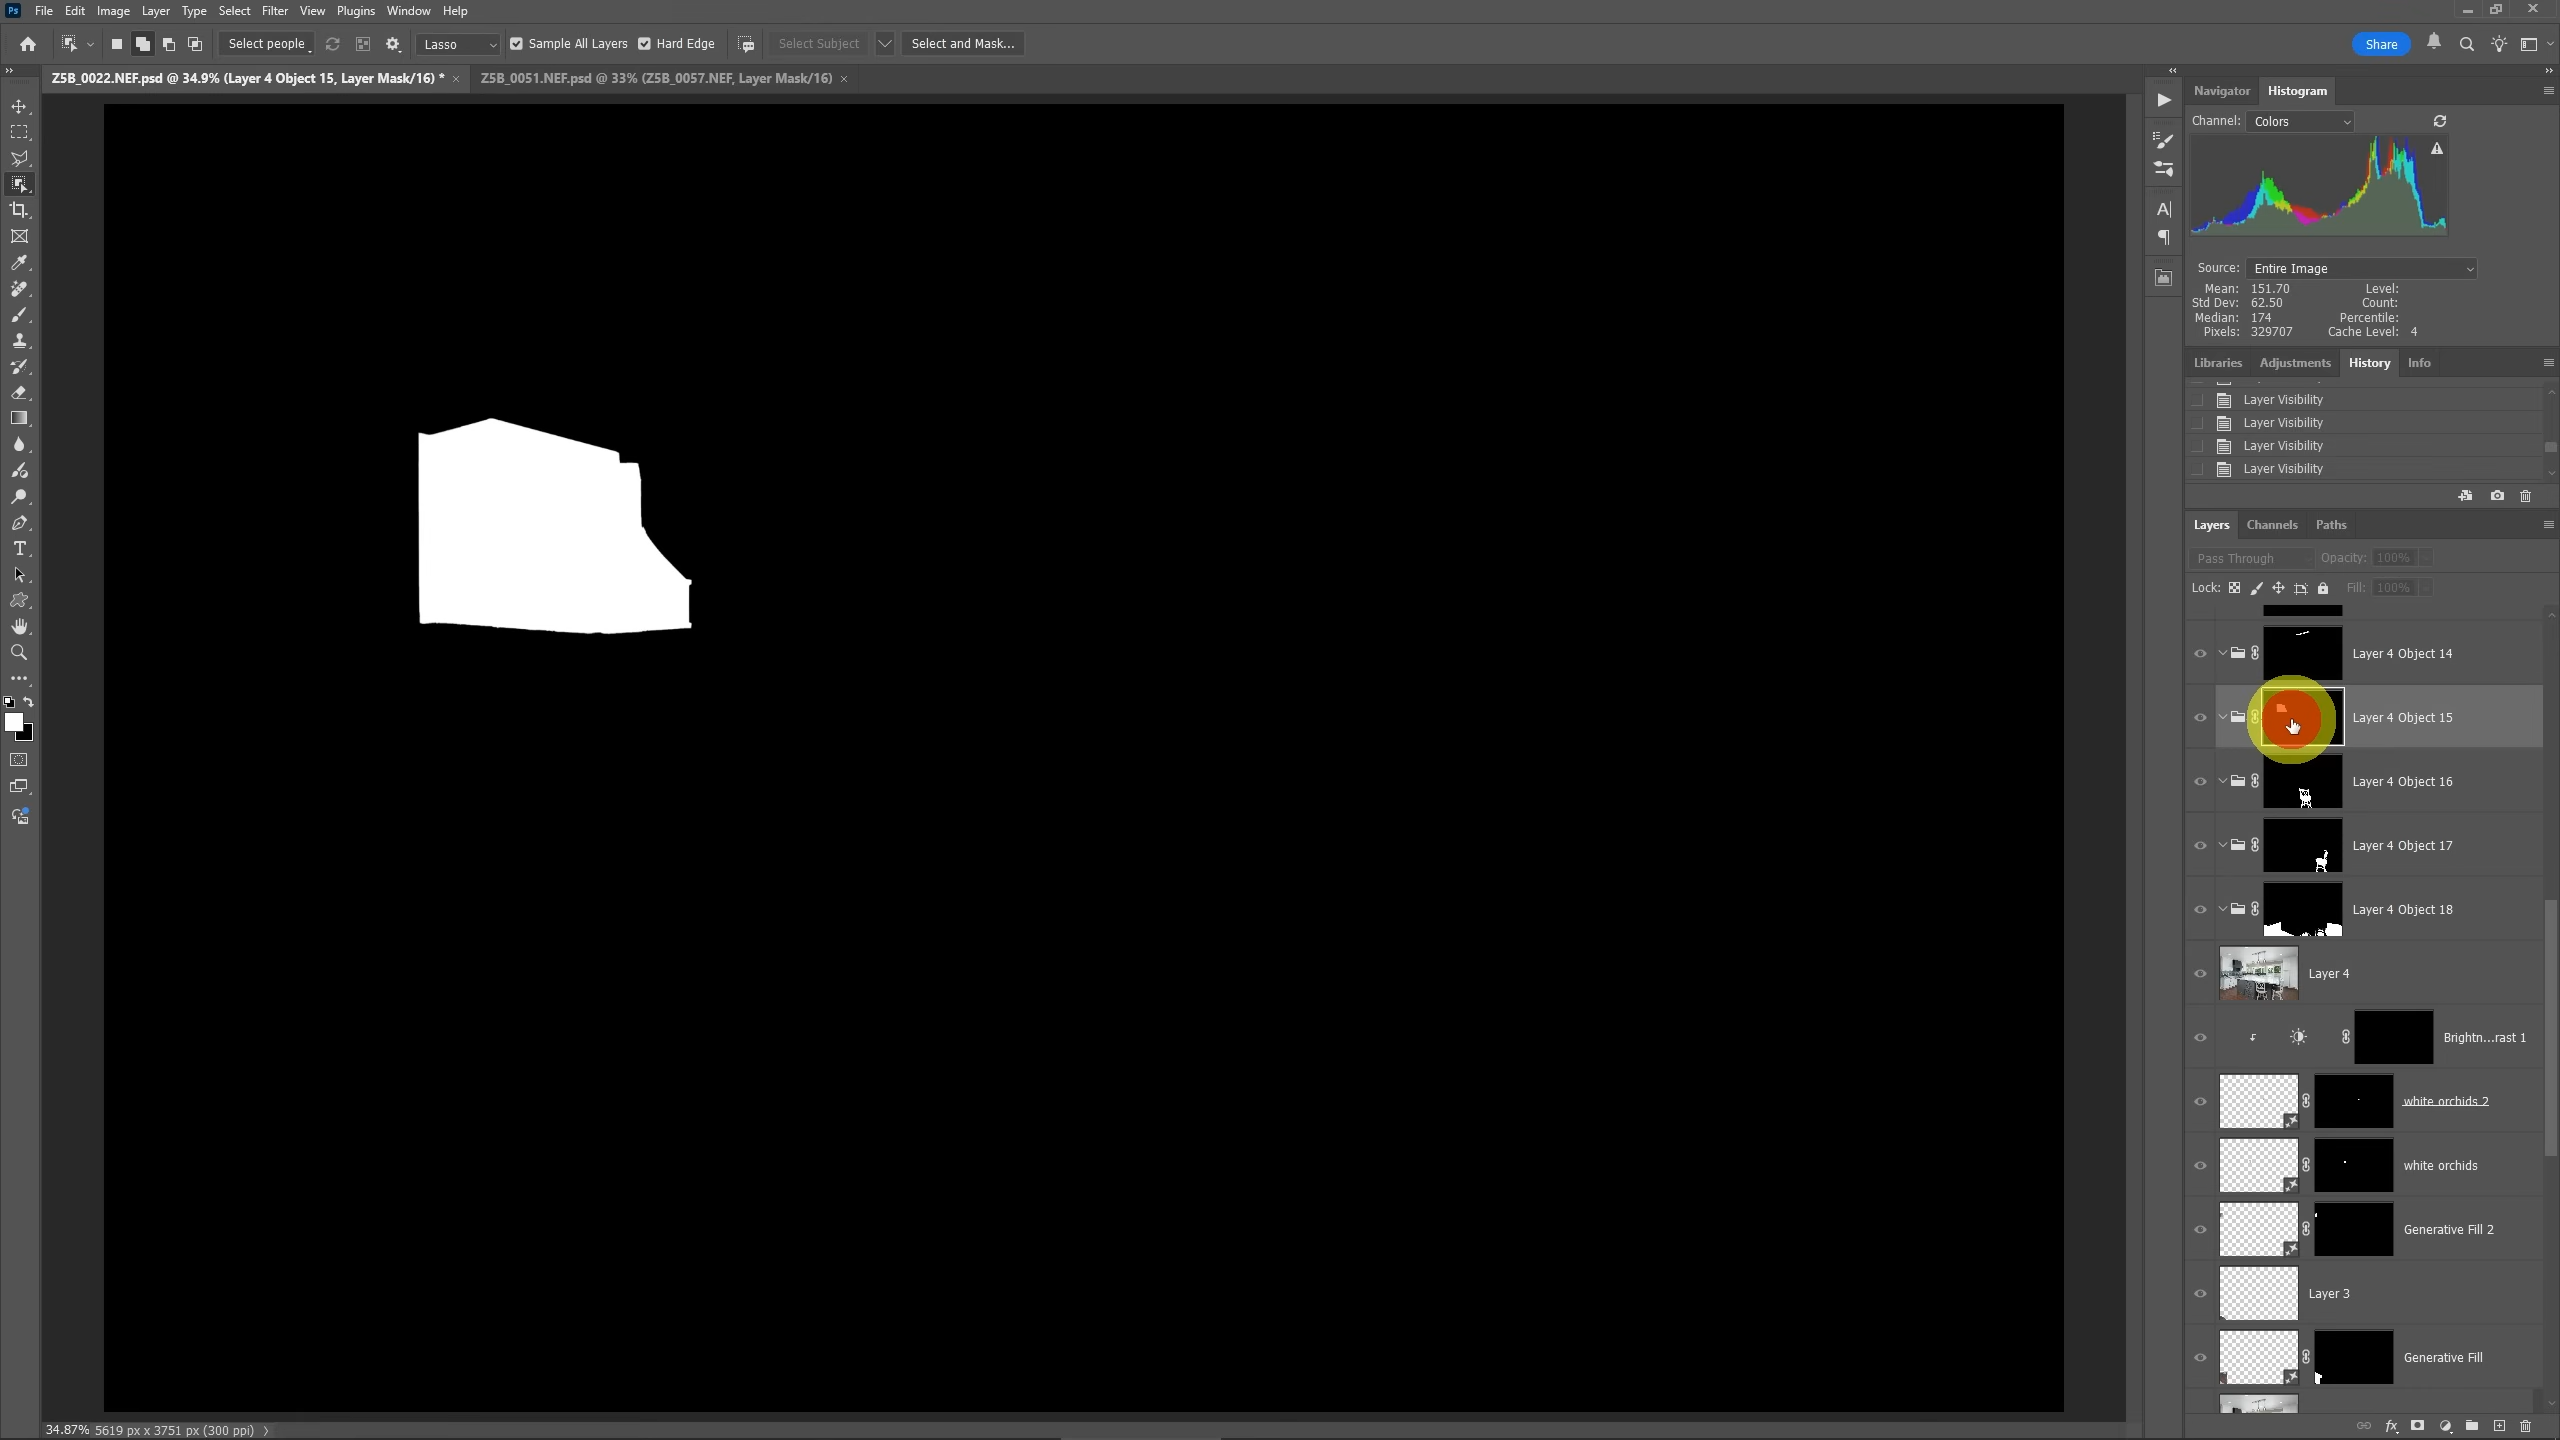 Ps File Edit Image Layer Type Select Filter View Plugins Window Help
Select people Lasso Sample All Layers Hard Edge Select Subject Select and Mask... Share
Z5B_0022.NEF.psd @ 34.9% (Layer 4 Object 15, Layer Mask/16) * × Z5B_0051.NEF.psd @ 33% (Z5B_0057.NEF, Layer Mask/16) ×
Navigator Histogram
Channel: Colors
Source: Entire Image
Mean: 151.70 Level:
Std Dev: 62.50 Count:
Median: 174 Percentile:
Pixels: 329707 Cache Level: 4
Libraries Adjustments History Info
Layer Visibility
Layer Visibility
Layer Visibility
Layer Visibility
Layers Channels Paths
Pass Through Opacity: 100%
Lock: Fill: 100%
Layer 4 Object 14
Layer 4 Object 15
Layer 4 Object 16
Layer 4 Object 17
Layer 4 Object 18
Layer 4
Brightn...rast 1
white orchids 2
white orchids
Generative Fill 2
Layer 3
Generative Fill
34.87% 5619 px x 3751 px (300 ppi)